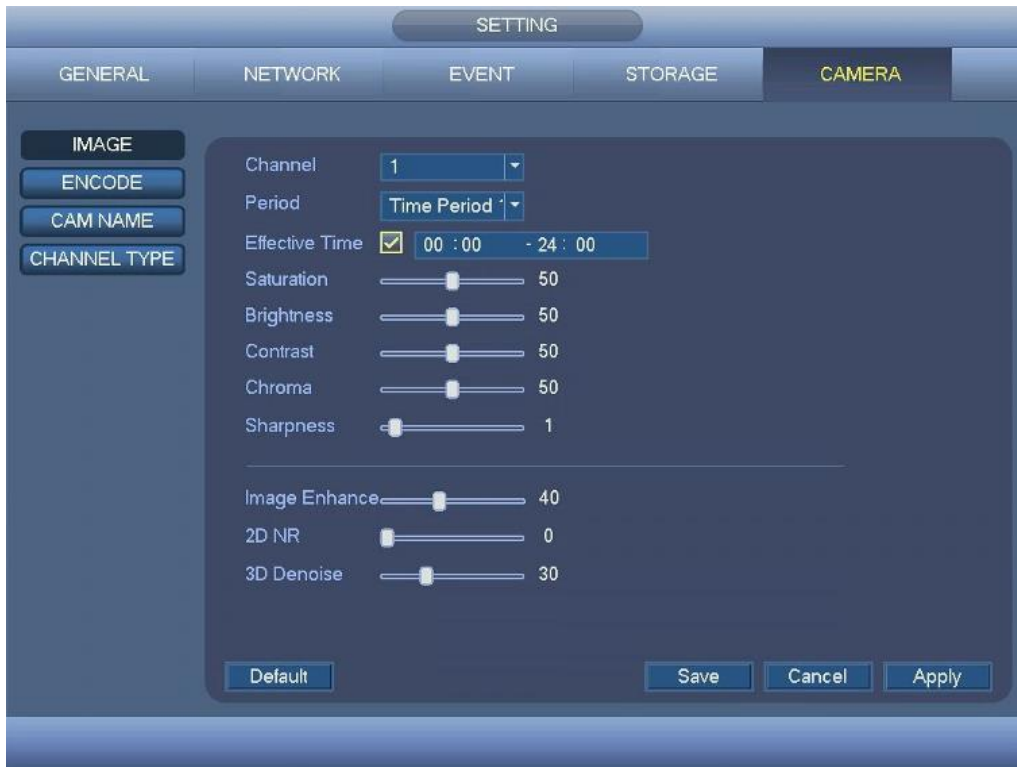 SETTING
GENERAL NETWORK EVENT STORAGE CAMERA
IMAGE
ENCODE
CAM NAME
CHANNEL TYPE
Channel 1
Period Time Period 1
Effective Time 00 :00 - 24 : 00
Saturation 50
Brightness 50
Contrast 50
Chroma 50
Sharpness 1
Image Enhance 40
2D NR 0
3D Denoise 30
Default Save Cancel Apply